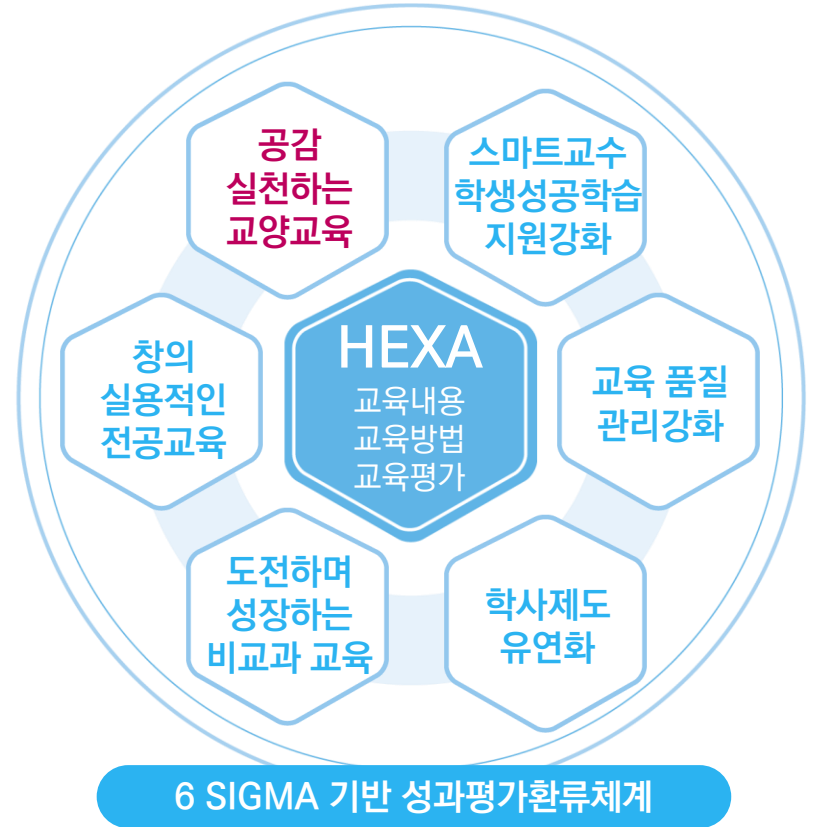 공감
실천하는
교양교육
스마트교수
학생성공학습
지원강화
창의
실용적인
전공교육
HEXA
교육내용
교육방법
교육평가
교육 품질
관리강화
도전하며
성장하는
비교과 교육
학사제도
유연화
6 SIGMA 기반 성과평가환류체계